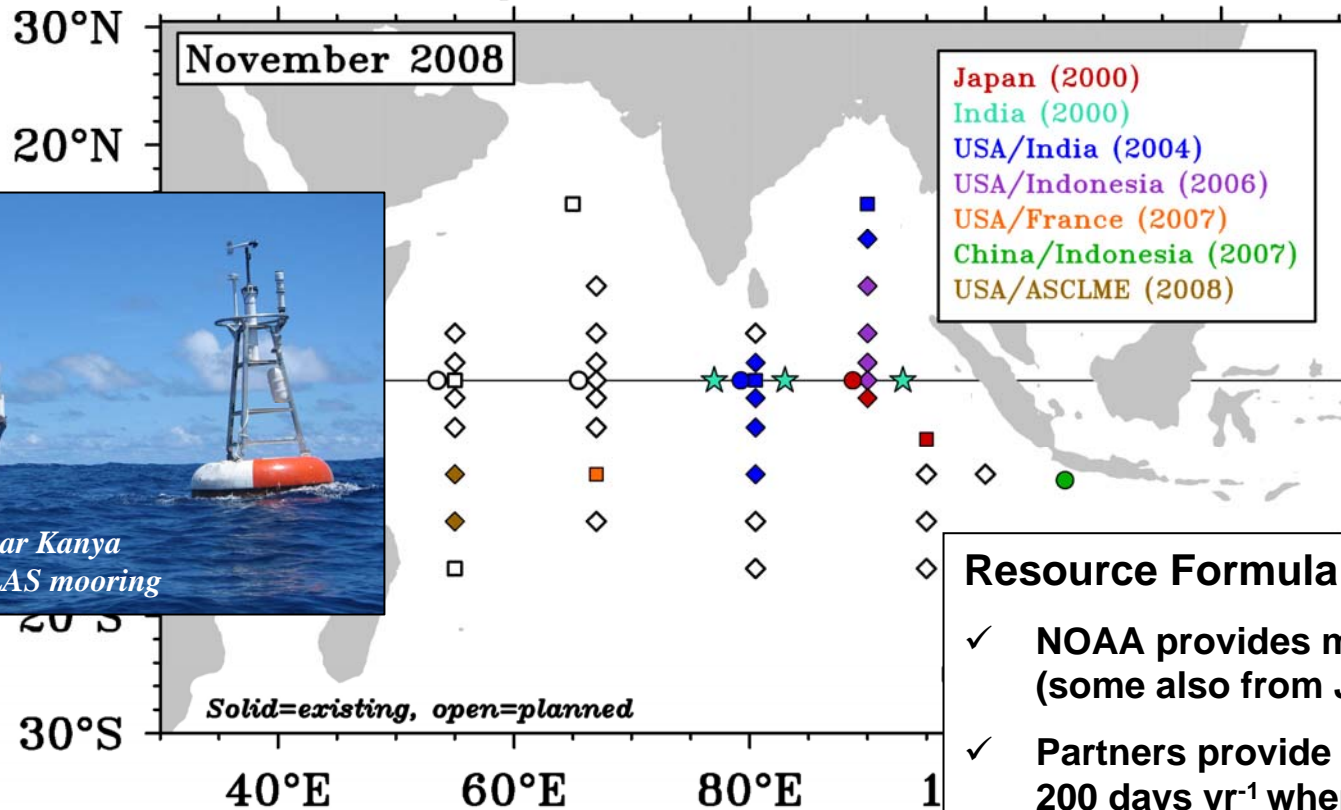 30°N
November 2008
Japan (2000)
India (2000)
USA/India (2004)
USA/Indonesia (2006)
USA/France (2007)
China/Indonesia (2007)
USA/ASCLME (2008)
20°N
ar Kanya
AS mooring
20°S
30°S
Solid=existing, open=planned
40°E
60°E
80°E
1
Resource Formula
✓ NOAA provides m
(some also from J
✓ Partners provide
200 days yr-1 whe